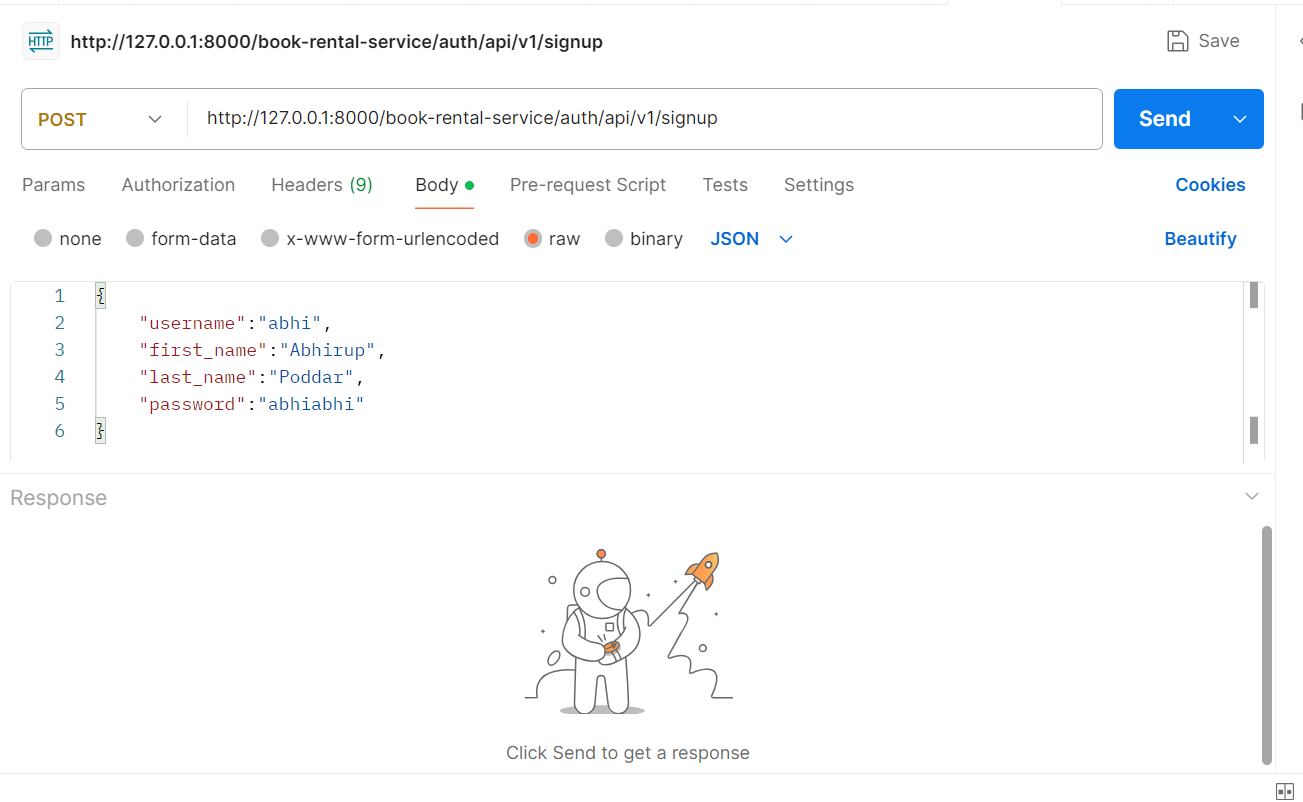 HTTP http://127.0.0.1:8000/book-rental-service/auth/api/v1/signup Save
POST http://127.0.0.1:8000/book-rental-service/auth/api/v1/signup Send
Params Authorization Headers (9) Body Pre-request Script Tests Settings Cookies
none form-data x-www-form-urlencoded raw binary JSON Beautify
1 {
2 "username":"abhi",
3 "first_name":"Abhirup",
4 "last_name":"Poddar",
5 "password":"abhiabhi"
6 }
Response
Click Send to get a response